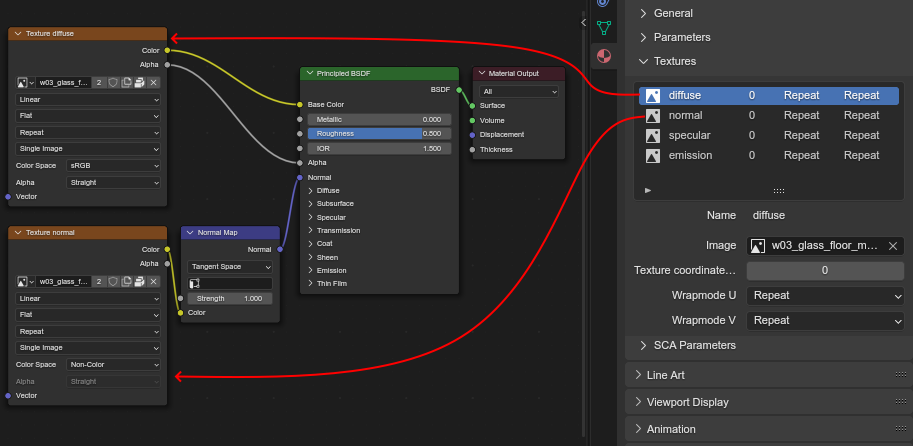 Texture diffuse
Color
Alpha
w03_glass_f... 2
Linear
Flat
Repeat
Single Image
Color Space sRGB
Alpha Straight
Vector
Texture normal
Color
Alpha
w03_glass_f... 2
Linear
Flat
Repeat
Single Image
Color Space Non-Color
Alpha Straight
Vector
Normal Map
Normal
Tangent Space
Strength 1.000
Color
Principled BSDF
BSDF
Base Color
Metallic 0.000
Roughness 0.800
IOR 1.500
Alpha
Normal
Diffuse
Subsurface
Specular
Transmission
Coat
Sheen
Emission
Thin Film
Material Output
All
Surface
Volume
Displacement
Thickness
General
Parameters
Textures
diffuse 0 Repeat Repeat
normal 0 Repeat Repeat
specular 0 Repeat Repeat
emission 0 Repeat Repeat
Name diffuse
Image w03_glass_floor_m...
Texture coordinate... 0
Wrapmode U Repeat
Wrapmode V Repeat
SCA Parameters
Line Art
Viewport Display
Animation